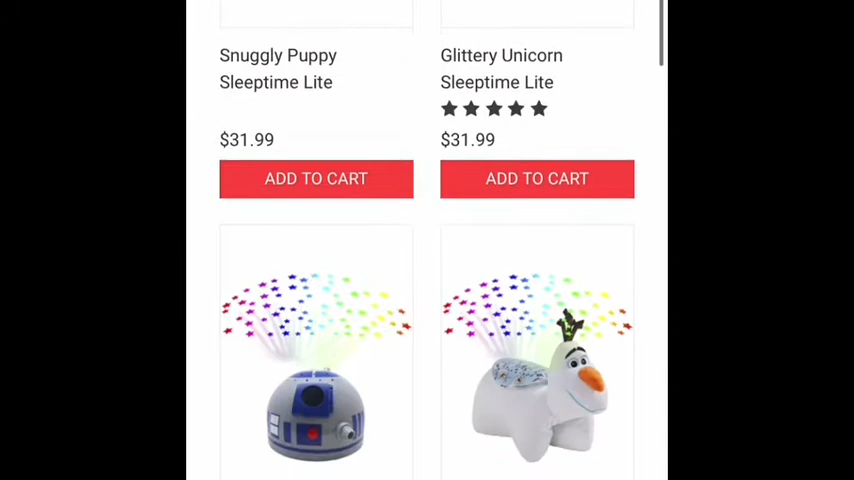 Snuggly Puppy
Sleeptime Lite
$31.99
ADD TO CART
Glittery Unicorn
Sleeptime Lite
$31.99
ADD TO CART